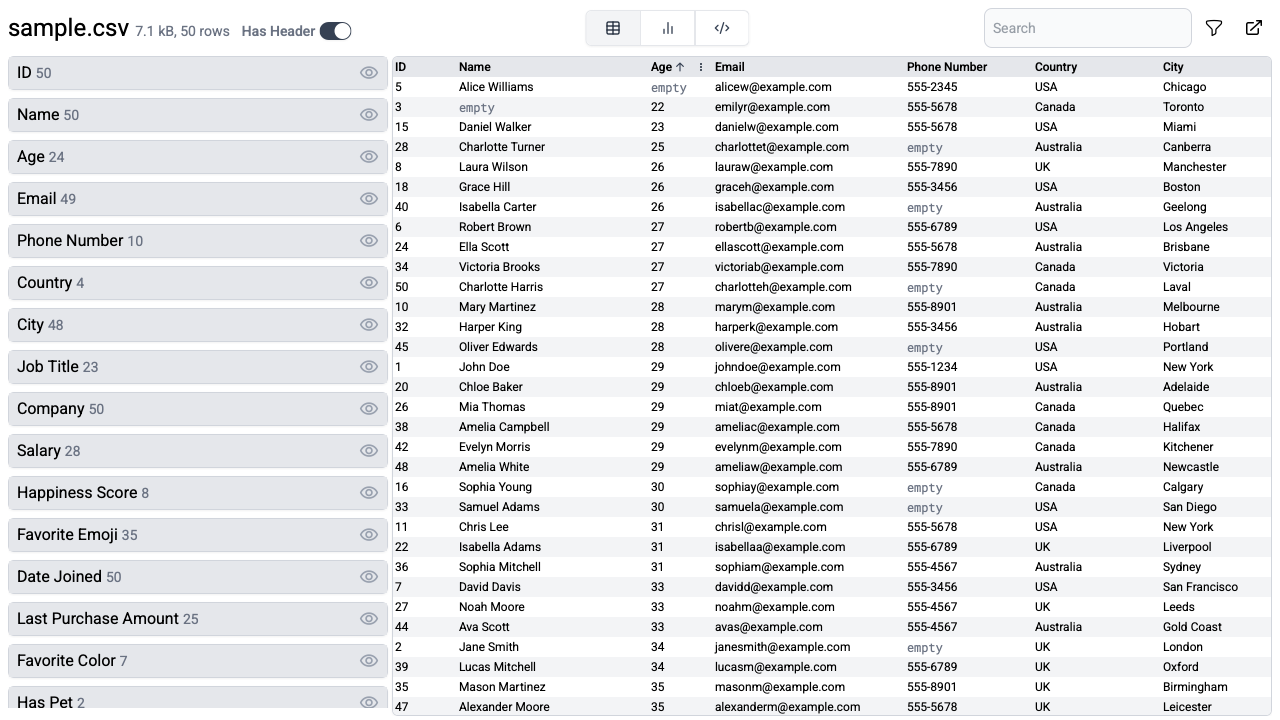 sample.csv 7.1 kB, 50 rows Has Header
Search
ID 50
Name 50
Age 24
Email 49
Phone Number 10
Country 4
City 48
Job Title 23
Company 50
Salary 28
Happiness Score 8
Favorite Emoji 35
Date Joined 50
Last Purchase Amount 25
Favorite Color 7
Has Pet 2
ID Name Age ↑ Email Phone Number Country City
5 Alice Williams empty alicew@example.com 555-2345 USA Chicago
3 empty 22 emilyr@example.com 555-5678 Canada Toronto
15 Daniel Walker 23 danielw@example.com 555-5678 USA Miami
28 Charlotte Turner 25 charlottet@example.com empty Australia Canberra
8 Laura Wilson 26 lauraw@example.com 555-7890 UK Manchester
18 Grace Hill 26 graceh@example.com 555-3456 USA Boston
40 Isabella Carter 26 isabellac@example.com empty Australia Geelong
6 Robert Brown 27 robertb@example.com 555-6789 USA Los Angeles
24 Ella Scott 27 ellascott@example.com 555-5678 Australia Brisbane
34 Victoria Brooks 27 victoriab@example.com 555-7890 Canada Victoria
50 Charlotte Harris 27 charlotteh@example.com empty Canada Laval
10 Mary Martinez 28 marym@example.com 555-8901 Australia Melbourne
32 Harper King 28 harperk@example.com 555-3456 Australia Hobart
45 Oliver Edwards 28 olivere@example.com empty USA Portland
1 John Doe 29 johndoe@example.com 555-1234 USA New York
20 Chloe Baker 29 chloeb@example.com 555-8901 Australia Adelaide
26 Mia Thomas 29 miat@example.com 555-8901 Canada Quebec
38 Amelia Campbell 29 ameliac@example.com 555-5678 Canada Halifax
42 Evelyn Morris 29 evelynm@example.com 555-7890 Canada Kitchener
48 Amelia White 29 ameliaw@example.com 555-6789 Australia Newcastle
16 Sophia Young 30 sophiay@example.com empty Canada Calgary
33 Samuel Adams 30 samuela@example.com empty USA San Diego
11 Chris Lee 31 chrisl@example.com 555-5678 USA New York
22 Isabella Adams 31 isabellaa@example.com 555-6789 UK Liverpool
36 Sophia Mitchell 31 sophiam@example.com 555-4567 Australia Sydney
7 David Davis 33 davidd@example.com 555-3456 USA San Francisco
27 Noah Moore 33 noahm@example.com 555-4567 UK Leeds
44 Ava Scott 33 avas@example.com 555-4567 Australia Gold Coast
2 Jane Smith 34 janesmith@example.com empty UK London
39 Lucas Mitchell 34 lucasm@example.com 555-6789 UK Oxford
35 Mason Martinez 35 masonm@example.com 555-8901 UK Birmingham
47 Alexander Moore 35 alexanderm@example.com 555-5678 UK Leicester